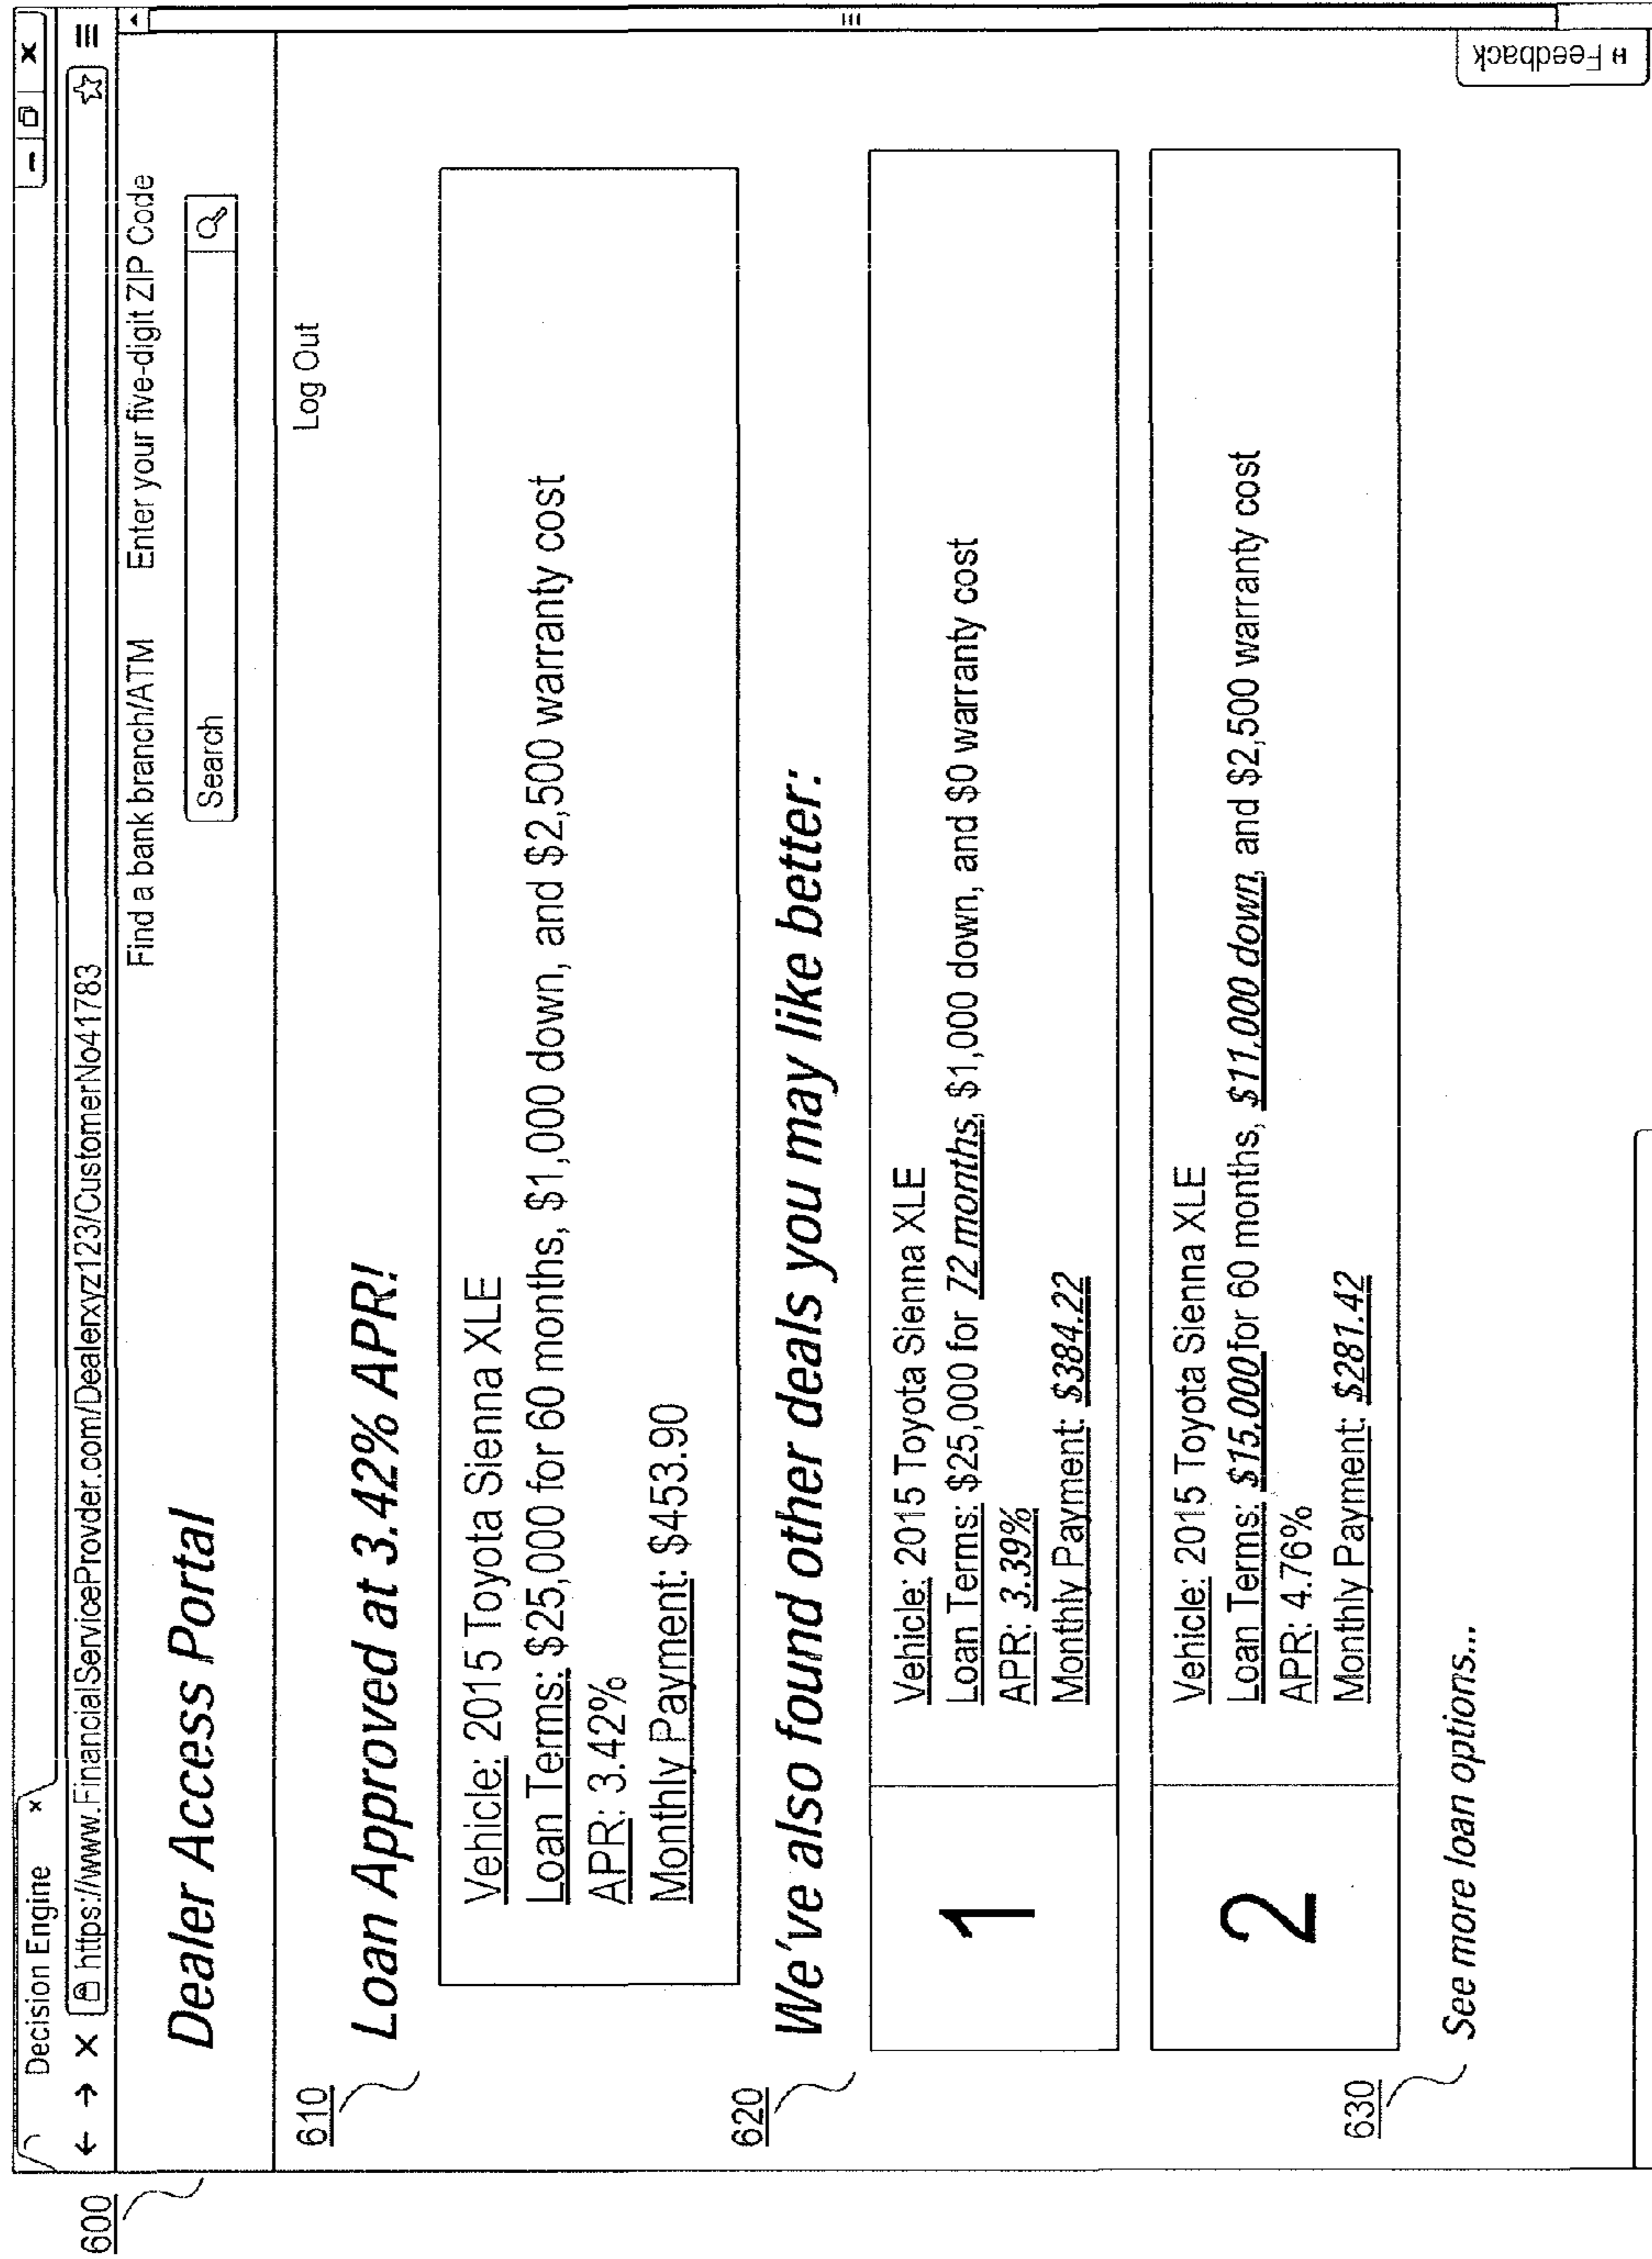 600
Decision Engine x
https://www.FinancialServiceProvder.com/Dealerxyz123/CustomerNo41783
Find a bank branch/ATM Enter your five-digit ZIP Code
Dealer Access Portal
Search
Log Out
610
Loan Approved at 3.42% APR!
Vehicle: 2015 Toyota Sienna XLE
Loan Terms: $25,000 for 60 months, $1,000 down, and $2,500 warranty cost
APR: 3.42%
Monthly Payment: $453.90
620
We've also found other deals you may like better:
1
Vehicle: 2015 Toyota Sienna XLE
Loan Terms: $25,000 for 72 months, $1,000 down, and $0 warranty cost
APR: 3.39%
Monthly Payment: $384.22
2
Vehicle: 2015 Toyota Sienna XLE
Loan Terms: $15,000 for 60 months, $11,000 down, and $2,500 warranty cost
APR: 4.76%
Monthly Payment: $281.42
630
See more loan options...
Feedback